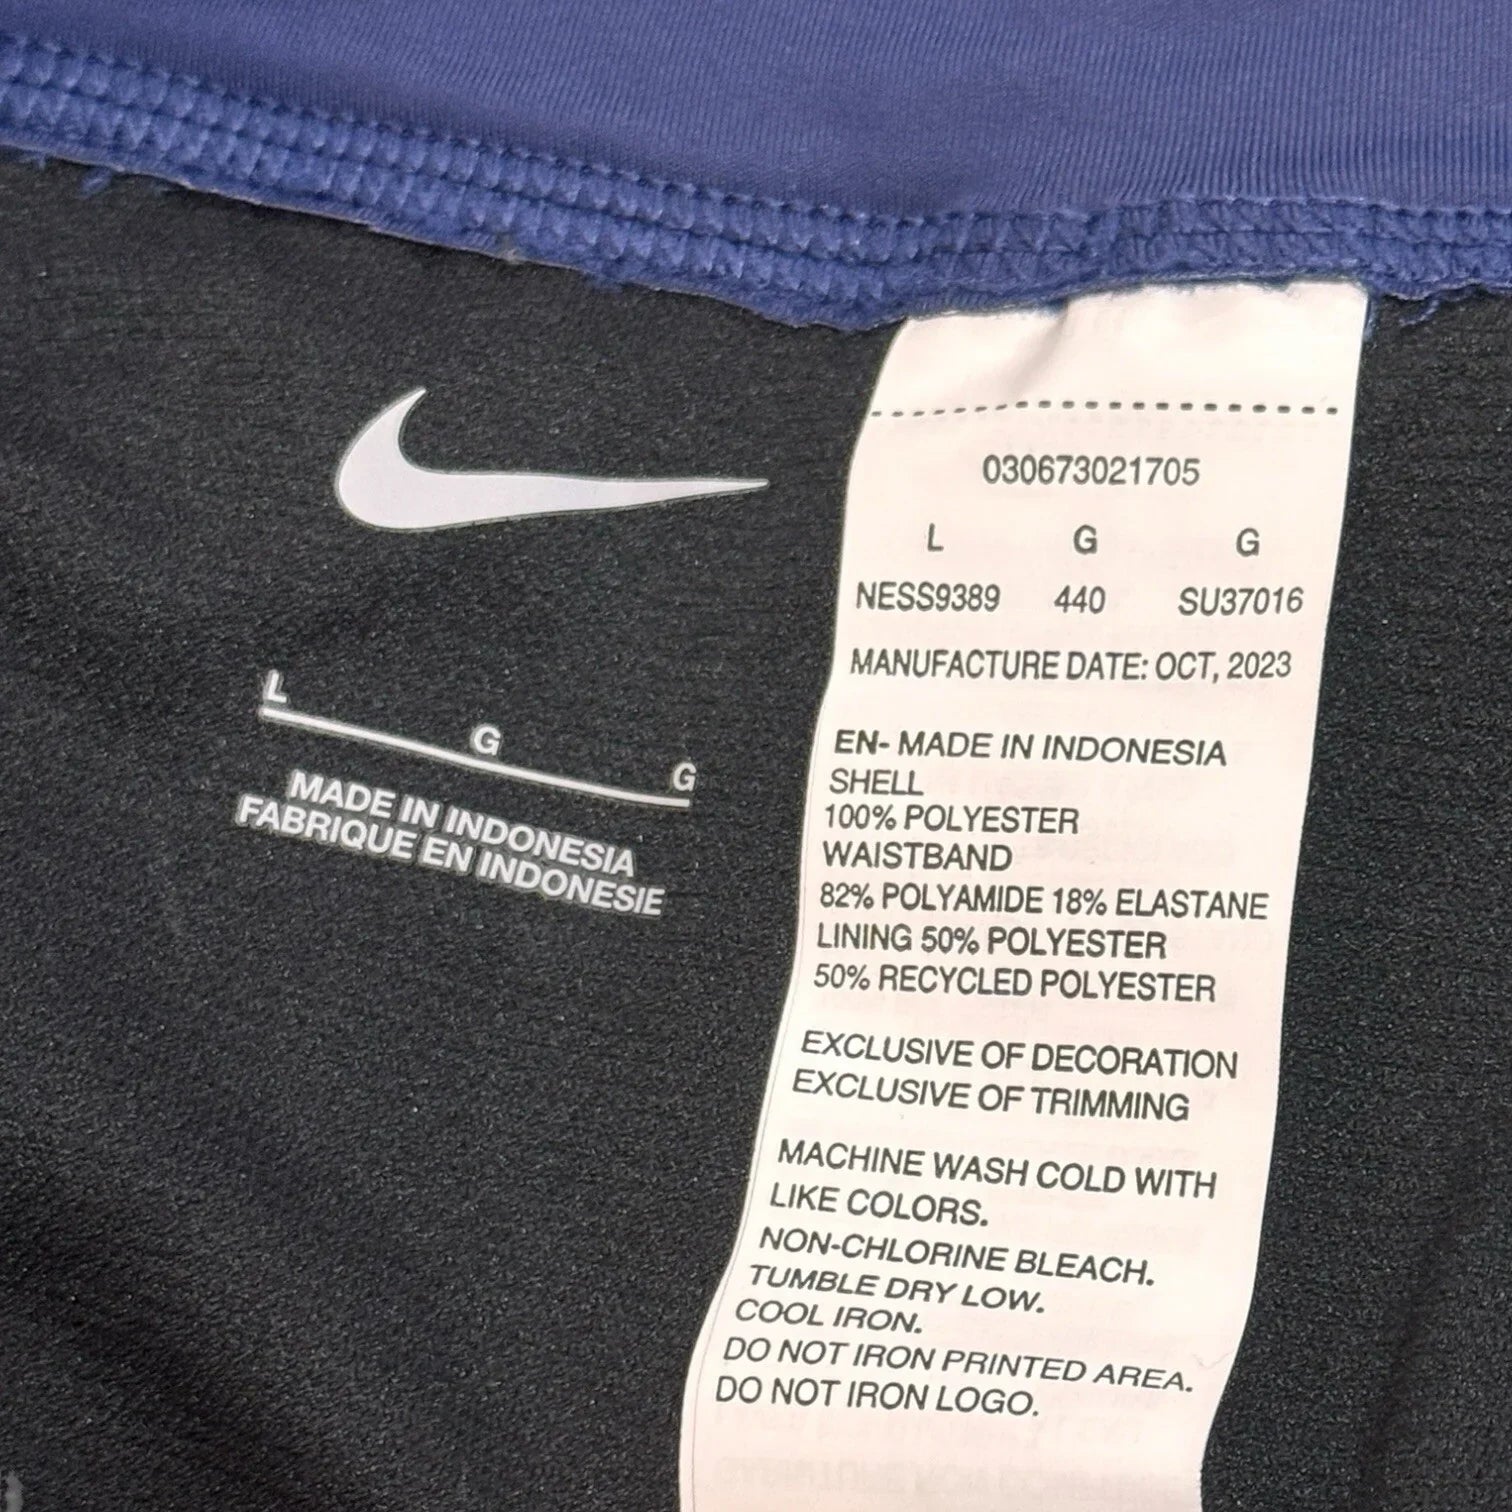 L
G
G
MADE IN INDONESIA
FABRIQUE EN INDONESIE
030673021705
L G G
NESS9389 440 SU37016
MANUFACTURE DATE: OCT, 2023
EN- MADE IN INDONESIA
SHELL
100% POLYESTER
WAISTBAND
82% POLYAMIDE 18% ELASTANE
LINING 50% POLYESTER
50% RECYCLED POLYESTER
EXCLUSIVE OF DECORATION
EXCLUSIVE OF TRIMMING
MACHINE WASH COLD WITH
LIKE COLORS.
NON-CHLORINE BLEACH.
TUMBLE DRY LOW.
COOL IRON.
DO NOT IRON PRINTED AREA.
DO NOT IRON LOGO.